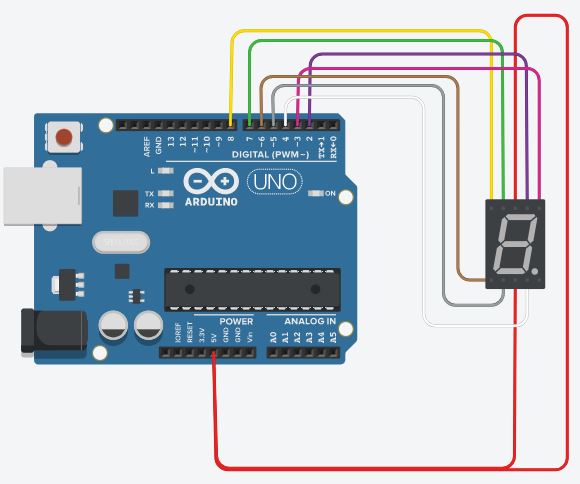 AREF
GND
13
12
~11
~10
~9
8
7
~6
~5
4
~3
2
TX→1
RX←0
DIGITAL (PWM~)
L
TX
RX
UNO
ARDUINO
ON
POWER
ANALOG IN
IOREF
RESET
3.3V
5V
GND
GND
Vin
A0
A1
A2
A3
A4
A5